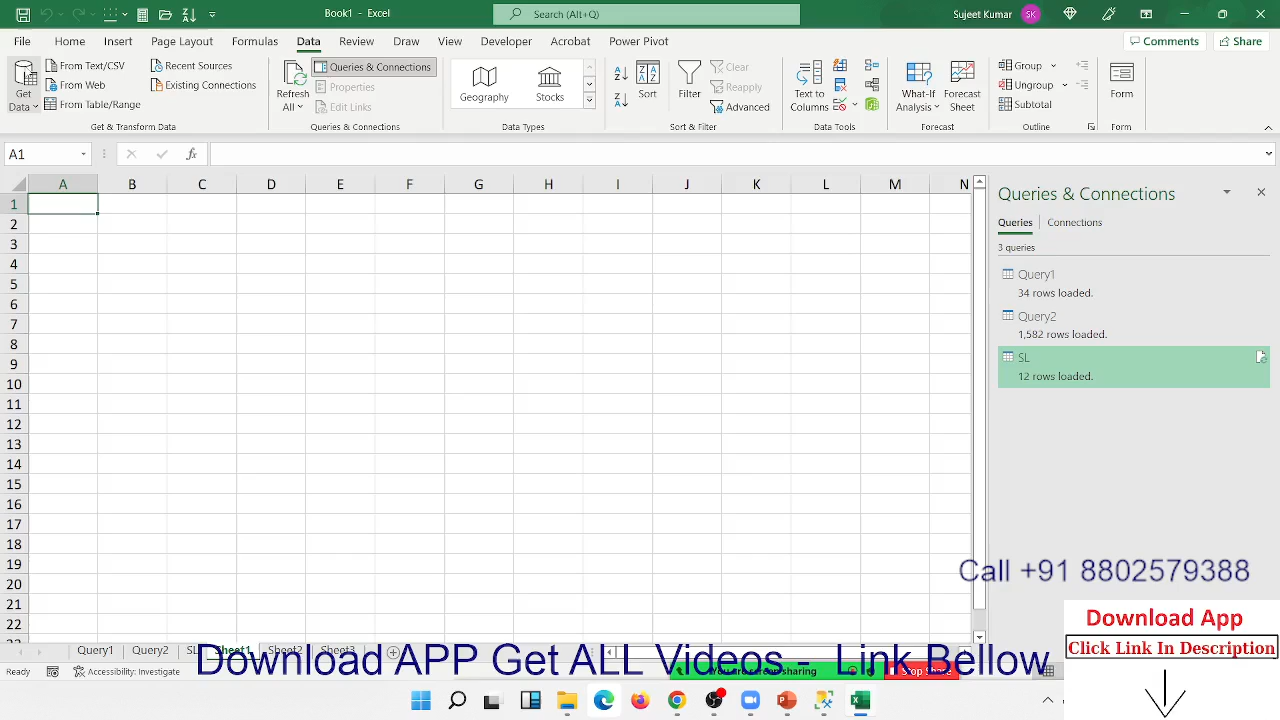 Book1 - Excel
Search (Alt+Q)
Sujeet Kumar SK
File Home Insert Page Layout Formulas Data Review Draw View Developer Acrobat Power Pivot
Comments Share
Get Data
From Text/CSV
From Web
From Table/Range
Recent Sources
Existing Connections
Get & Transform Data
Refresh All
Queries & Connections
Properties
Edit Links
Queries & Connections
Geography Stocks
Data Types
Sort
Filter
Clear
Reapply
Advanced
Sort & Filter
Text to Columns
Data Tools
What-If Analysis
Forecast Sheet
Forecast
Group
Ungroup
Subtotal
Outline
Form
Form
A1
fx
A B C D E F G H I J K L M N
1
2
3
4
5
6
7
8
9
10
11
12
13
14
15
16
17
18
19
20
21
22
Queries & Connections
Queries Connections
3 queries
Query1
34 rows loaded.
Query2
1,582 rows loaded.
SL
12 rows loaded.
Call +91 8802579388
Download App
Click Link In Description
Query1 Query2 SL Sheet1 Sheet2 Sheet3
Download APP Get ALL Videos - Link Bellow
You are screen sharing
Stop Share